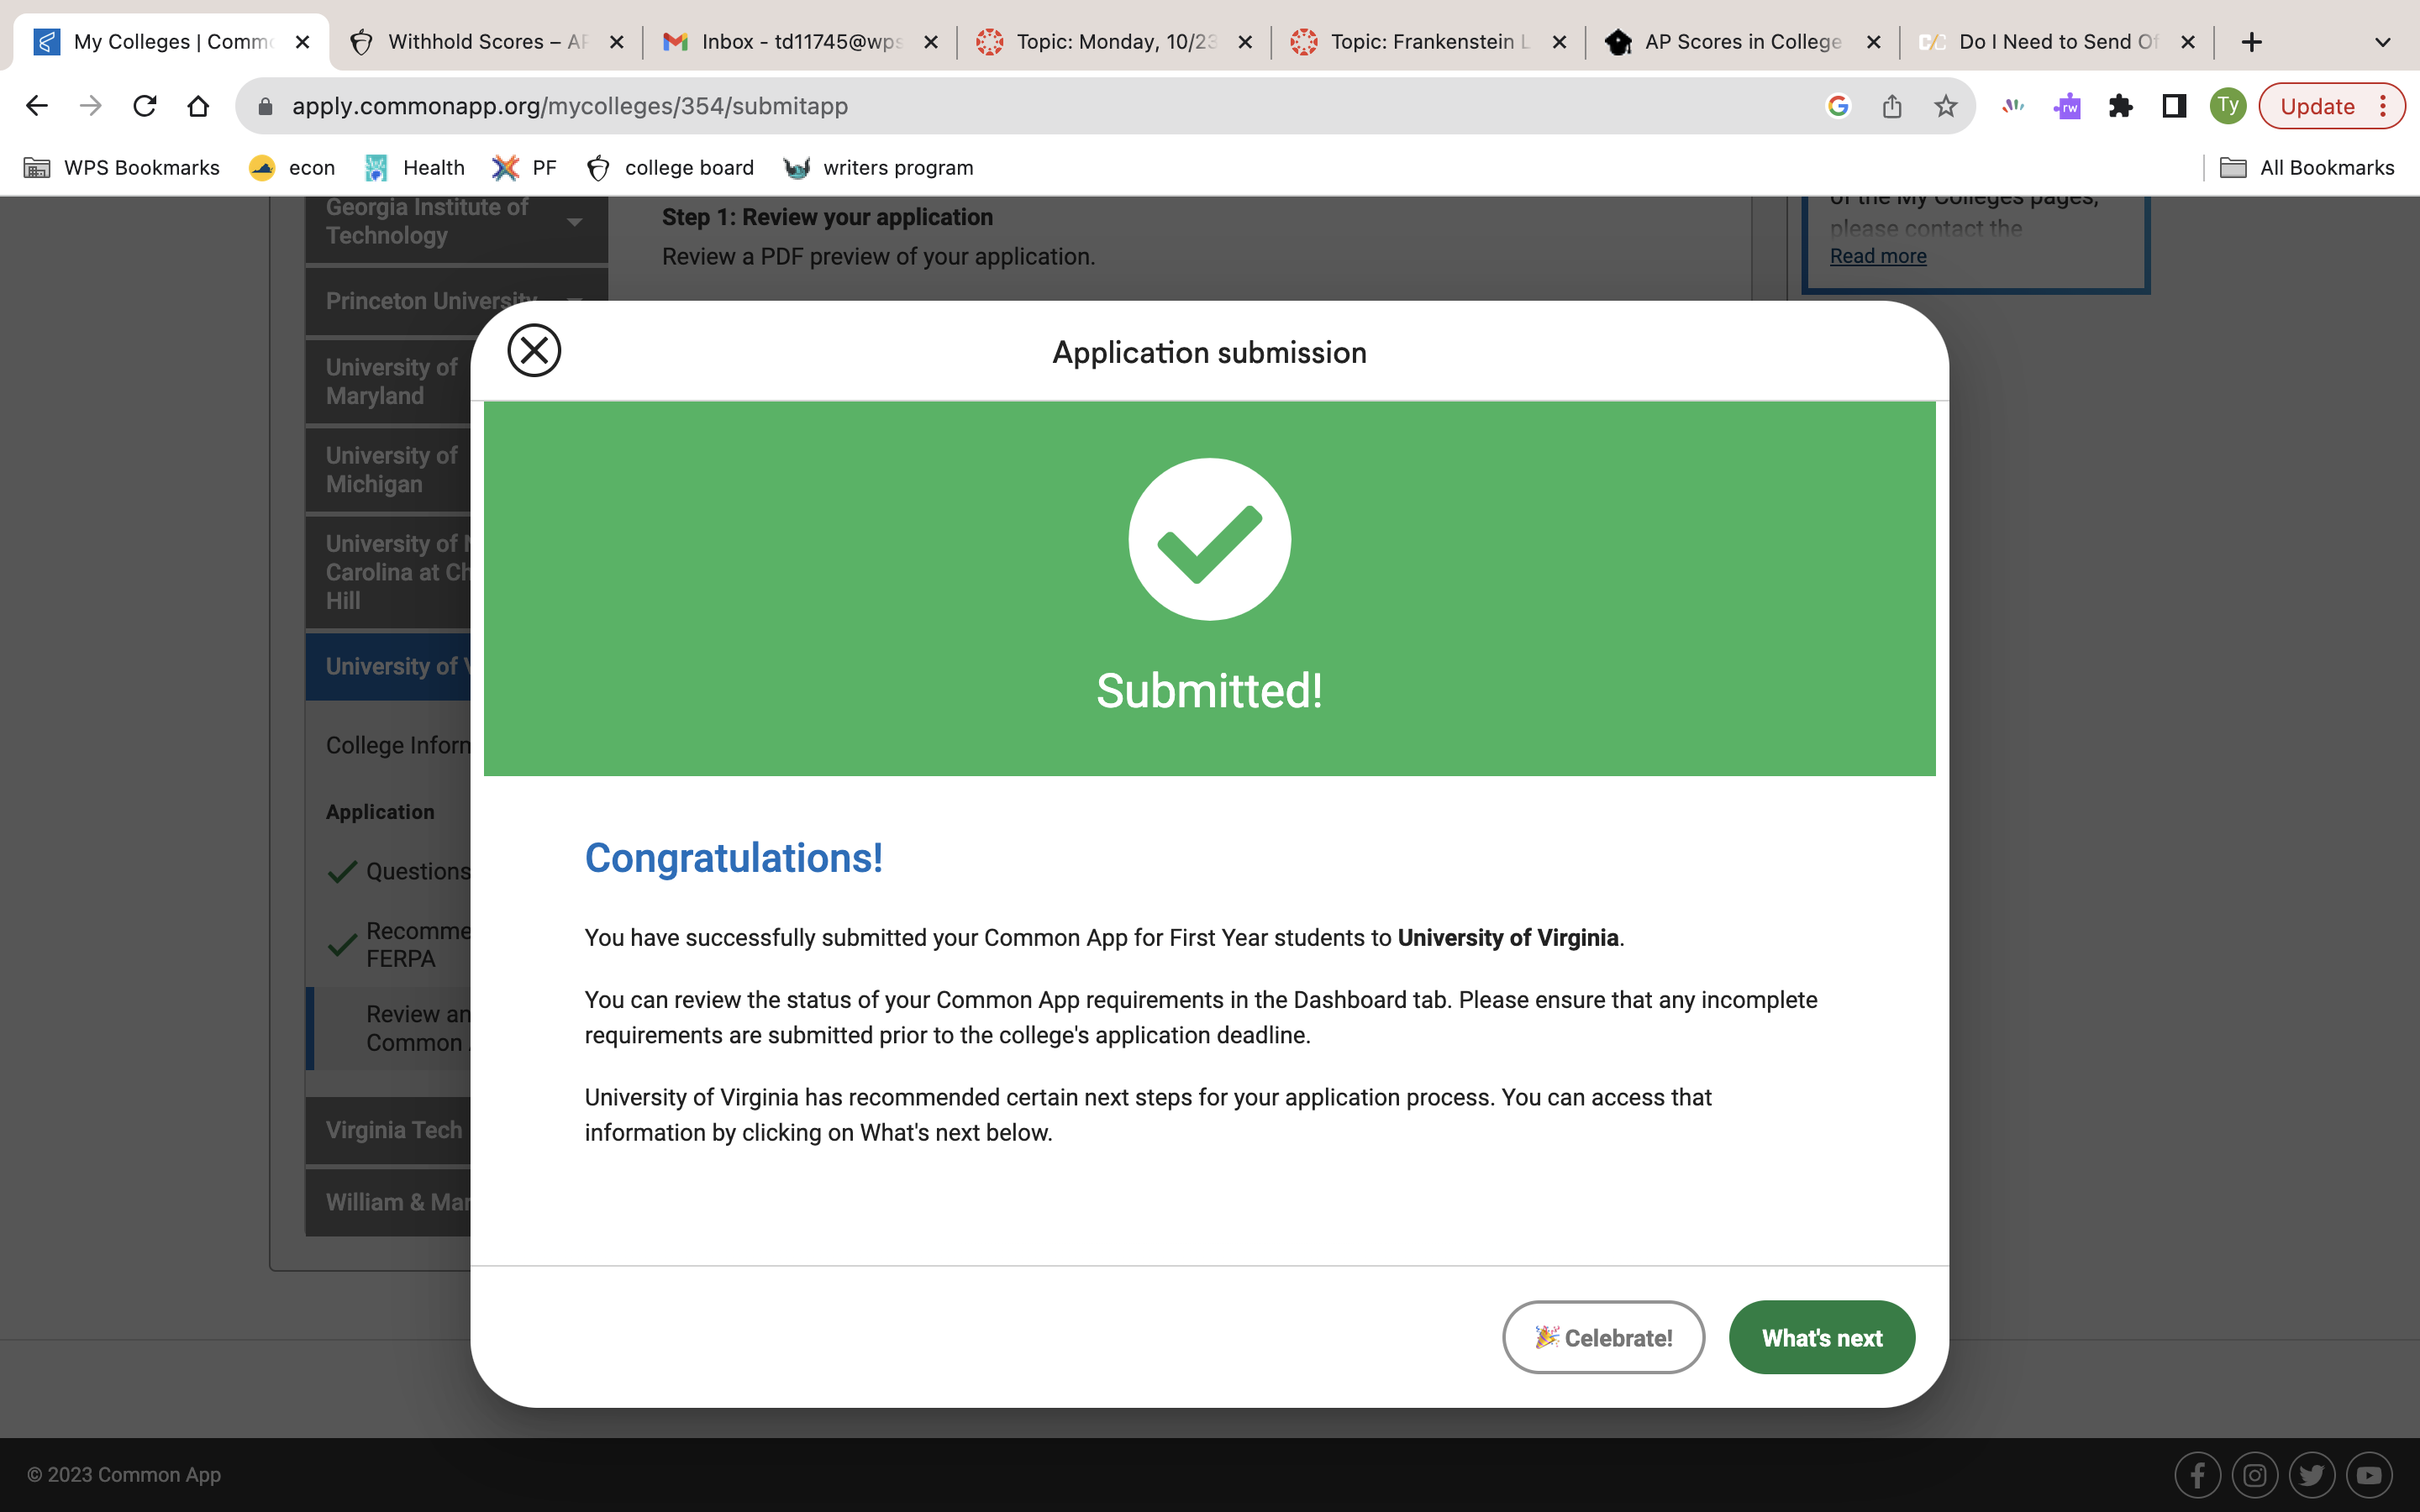 My Colleges | Comm
Withhold Scores – AP
Inbox - td11745@wps
Topic: Monday, 10/23
Topic: Frankenstein L
AP Scores in College
Do I Need to Send Of
apply.commonapp.org/mycolleges/354/submitapp
Ty
Update
WPS Bookmarks
econ
Health
PF
college board
writers program
All Bookmarks
Georgia Institute of
Technology
Princeton University
University of
Maryland
University of
Michigan
University of N
Carolina at Ch
Hill
University of V
College Inforn
Application
Questions
Recomme
FERPA
Review an
Common
Virginia Tech
William & Mar
Step 1: Review your application
Review a PDF preview of your application.
of the My Colleges pages,
please contact the
Read more
Application submission
Submitted!
Congratulations!
You have successfully submitted your Common App for First Year students to University of Virginia.
You can review the status of your Common App requirements in the Dashboard tab. Please ensure that any incomplete
requirements are submitted prior to the college's application deadline.
University of Virginia has recommended certain next steps for your application process. You can access that
information by clicking on What's next below.
🎉 Celebrate!
What's next
© 2023 Common App